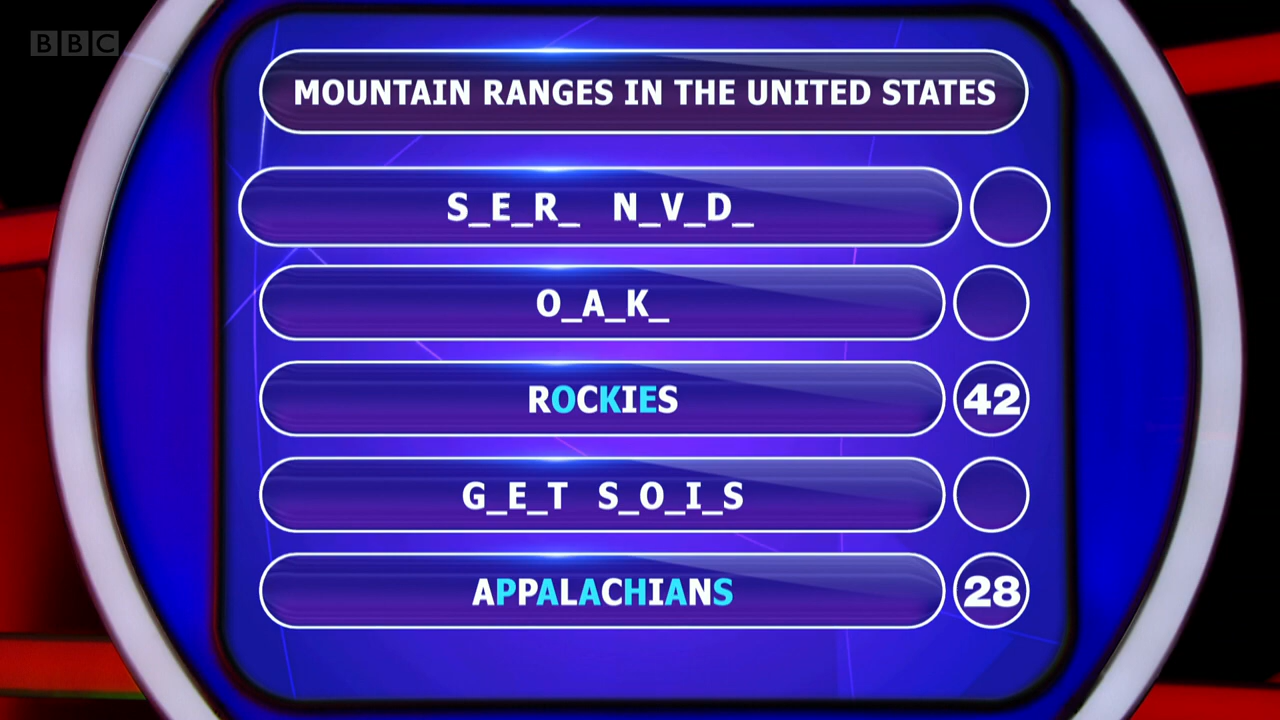 BBC
MOUNTAIN RANGES IN THE UNITED STATES
S_E_R_ N_V_D_
O_A_K_
ROCKIES 42
G_E_T S_O_I_S
APPALACHIANS 28